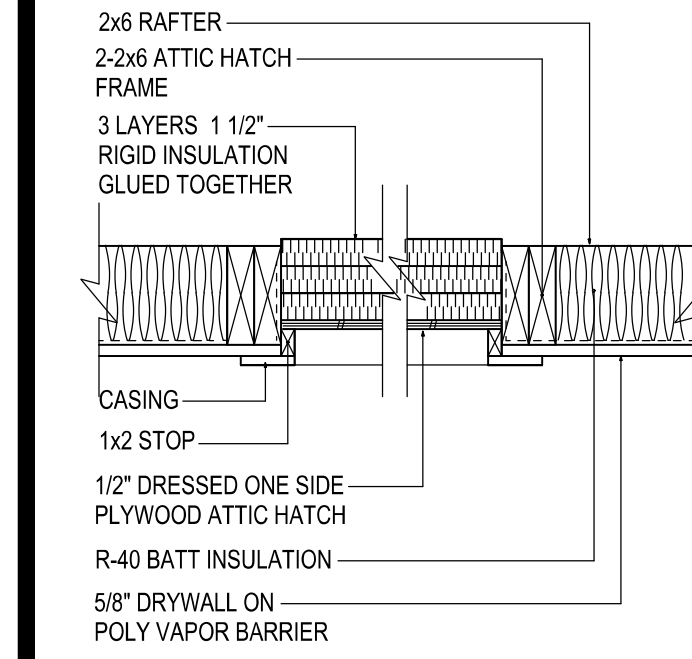 2x6 RAFTER
2-2x6 ATTIC HATCH
FRAME
3 LAYERS 1 1/2"
RIGID INSULATION
GLUED TOGETHER
CASING
1x2 STOP
1/2" DRESSED ONE SIDE
PLYWOOD ATTIC HATCH
R-40 BATT INSULATION
5/8" DRYWALL ON
POLY VAPOR BARRIER